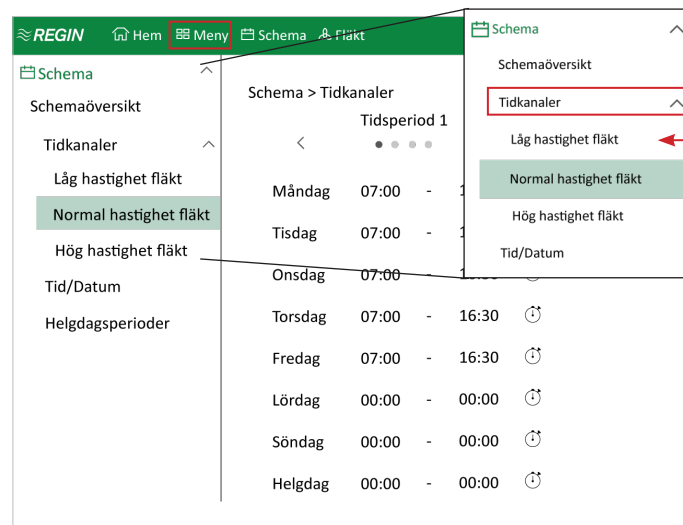 REGIN Hem Meny Schema Fläkt
Schema
Schemaöversikt
Tidkanaler
Låg hastighet fläkt
Normal hastighet fläkt
Hög hastighet fläkt
Tid/Datum
Helgdagsperioder
Schema > Tidkanaler
Tidsperiod 1
Måndag 07:00 -
Tisdag 07:00 -
Onsdag 07:00 -
Torsdag 07:00 - 16:30
Fredag 07:00 - 16:30
Lördag 00:00 - 00:00
Söndag 00:00 - 00:00
Helgdag 00:00 - 00:00
Schema
Schemaöversikt
Tidkanaler
Låg hastighet fläkt
Normal hastighet fläkt
Hög hastighet fläkt
Tid/Datum